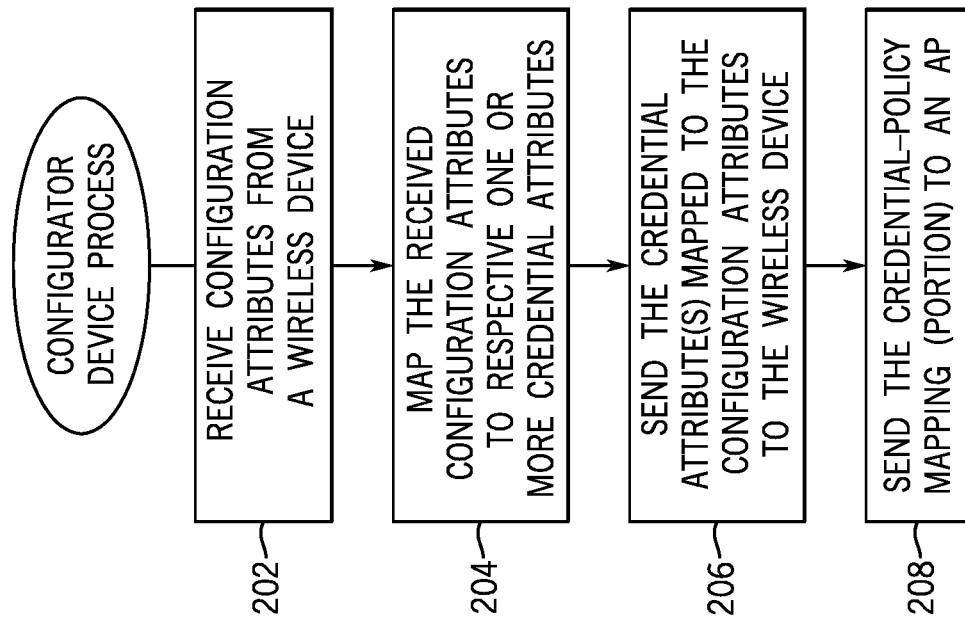 CONFIGURATOR
DEVICE PROCESS
RECEIVE CONFIGURATION
ATTRIBUTES FROM
A WIRELESS DEVICE
202
MAP THE RECEIVED
CONFIGURATION ATTRIBUTES
TO RESPECTIVE ONE OR
MORE CREDENTIAL ATTRIBUTES
204
SEND THE CREDENTIAL
ATTRIBUTE(S) MAPPED TO THE
CONFIGURATION ATTRIBUTES
TO THE WIRELESS DEVICE
206
SEND THE CREDENTIAL-POLICY
MAPPING (PORTION) TO AN AP
208